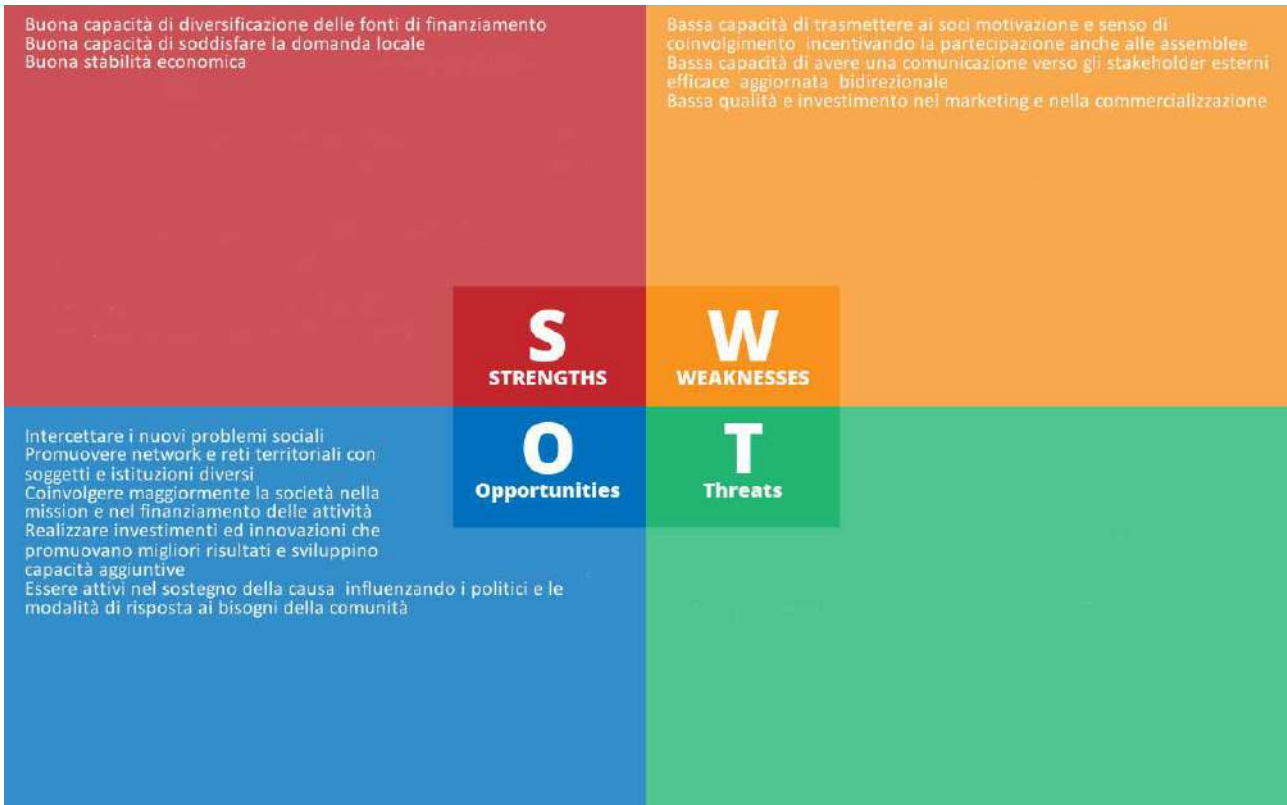 Buona capacità di diversificazione delle fonti di finanziamento
Buona capacità di soddisfare la domanda locale
Buona stabilità economica
Bassa capacità di trasmettere ai soci motivazione e senso di
coinvolgimento incentivando la partecipazione anche alle assemblee
Bassa capacità di avere una comunicazione verso gli stakeholder esterni
efficace aggiornata bidirezionale
Bassa qualità e investimento nel marketing e nella commercializzazione
S
STRENGTHS
W
WEAKNESSES
Intercettare i nuovi problemi sociali
Promuovere network e reti territoriali con
soggetti e istituzioni diversi
Coinvolgere maggiormente la società nella
mission e nel finanziamento delle attività
Realizzare investimenti ed innovazioni che
promuovano migliori risultati e sviluppino
capacità aggiuntive
Essere attivi nel sostegno della causa influenzando i politici e le
modalità di risposta ai bisogni della comunità
O
Opportunities
T
Threats